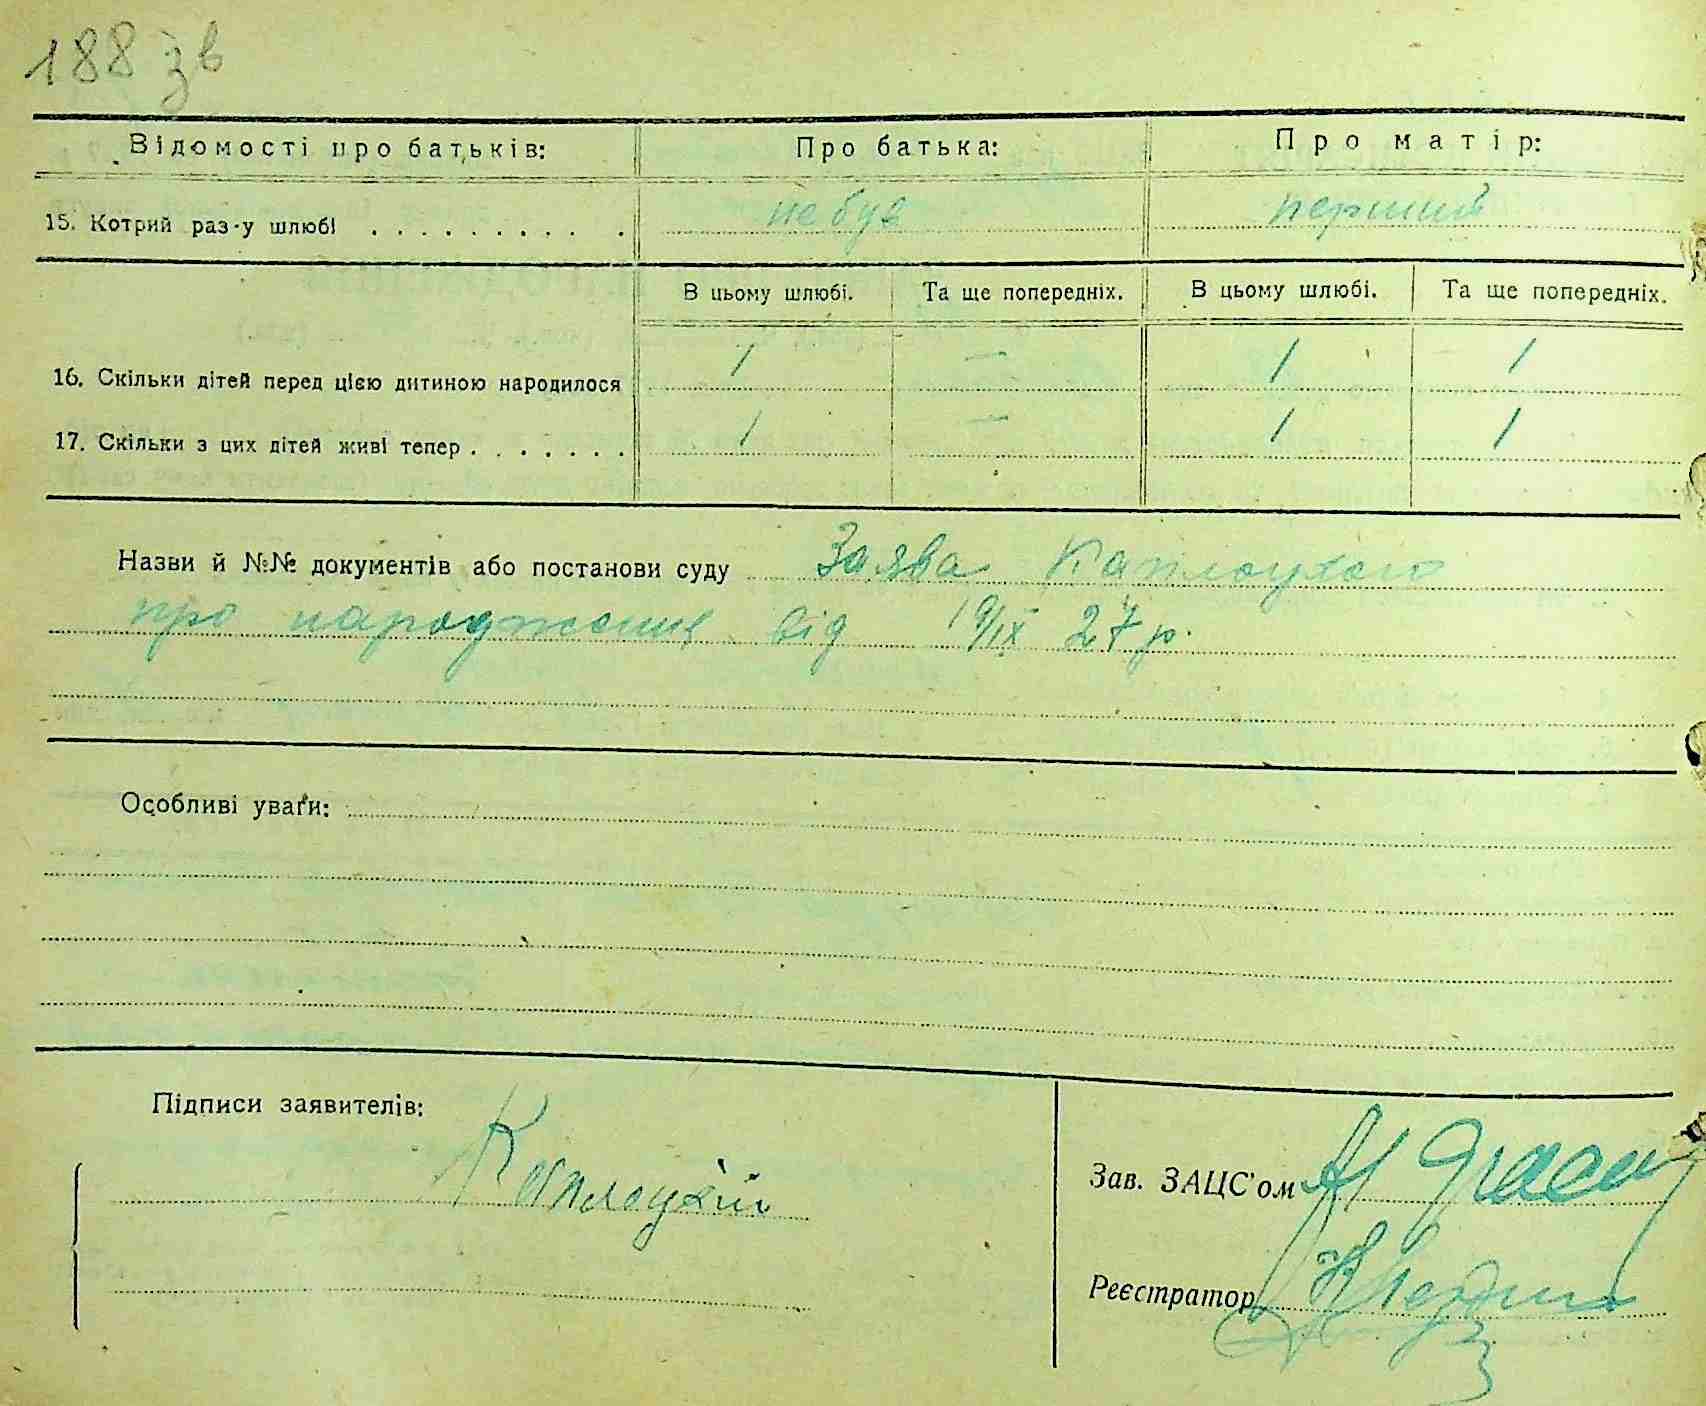 188 зв
Відомості про батьків: Про батька: Про матір:
15. Котрий раз у шлюбі . . . . . . . . . . не був перший
В цьому шлюбі. Та ще попередніх. В цьому шлюбі. Та ще попередніх.
16. Скільки дітей перед цією дитиною народилося 1 — 1 1
17. Скільки з цих дітей живі тепер . . . . . . . 1 — 1 1
Назви й №№ документів або постанови суду Заява Каплоухого
про народження від 19/IX 27 р.
Особливі уваґи:
Підписи заявителів:
Зав. ЗАЦС'ом
Реєстратор